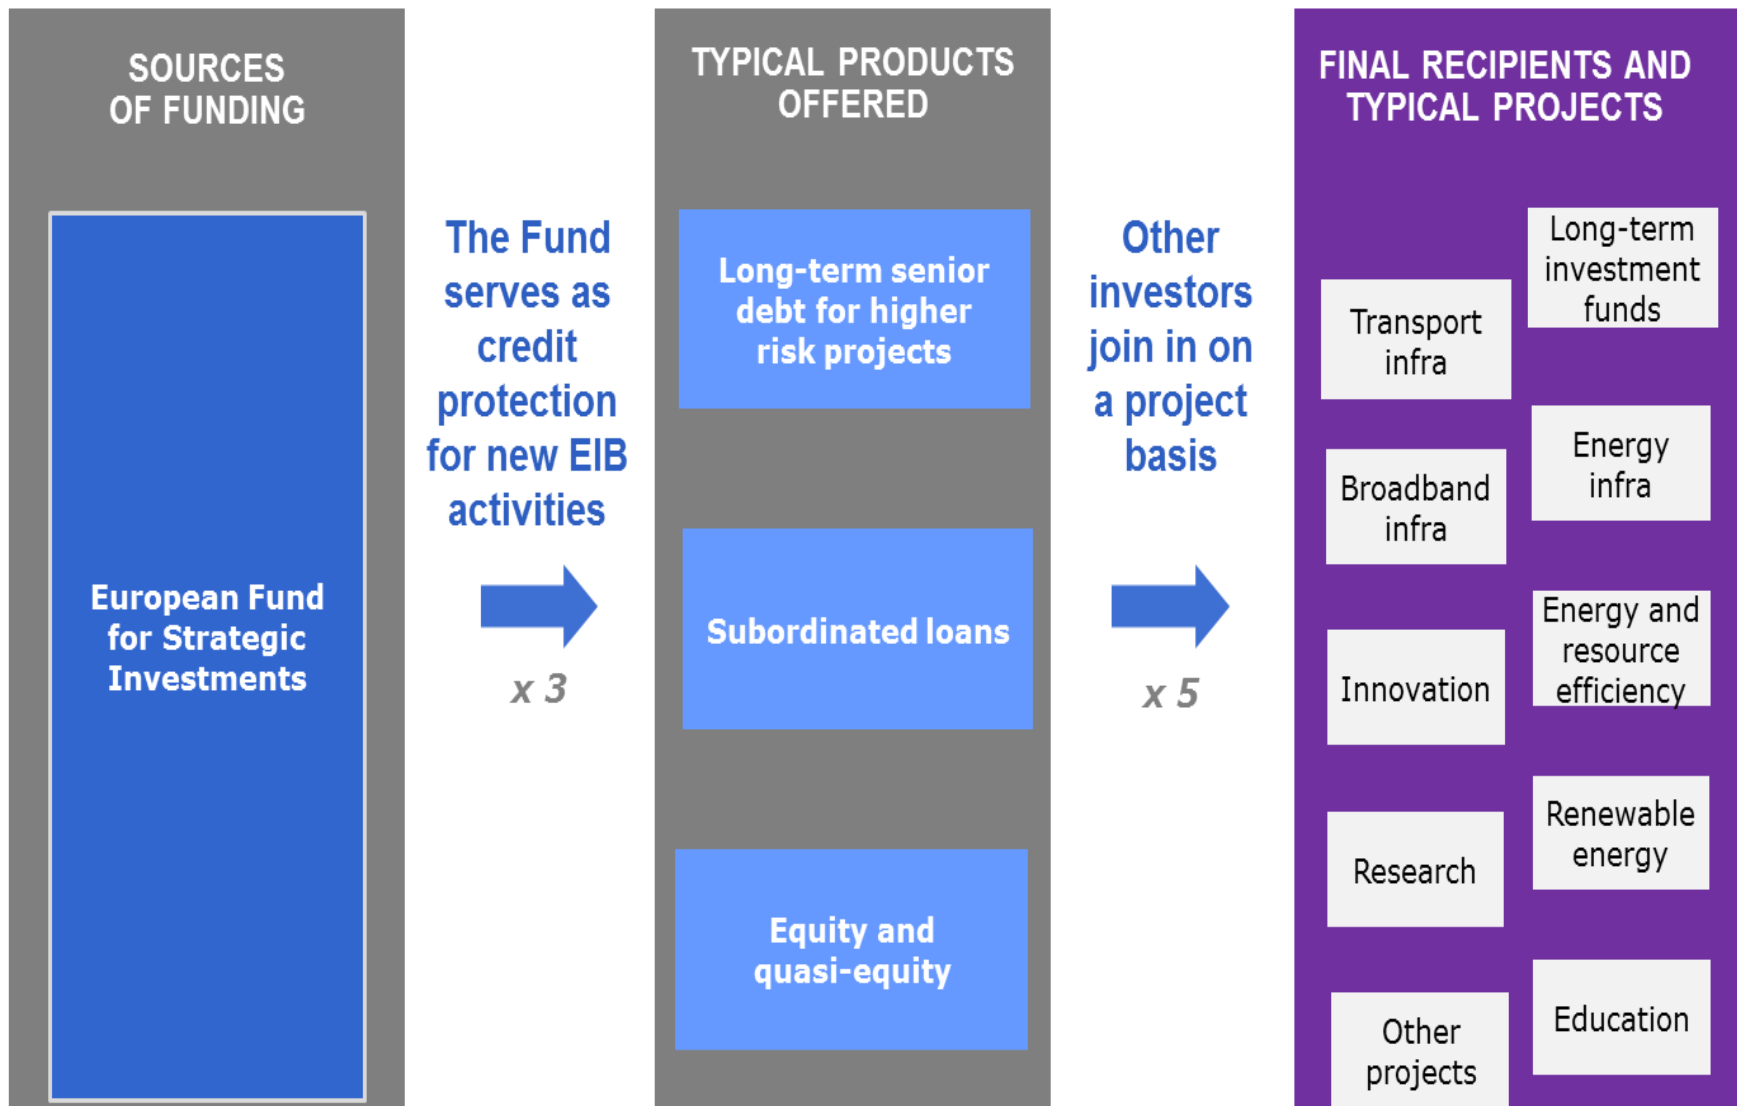 SOURCES
OF FUNDING
European Fund
for Strategic
Investments
The Fund
serves as
credit
protection
for new EIB
activities
x 3
TYPICAL PRODUCTS
OFFERED
Long-term senior
debt for higher
risk projects
Subordinated loans
Equity and
quasi-equity
Other
investors
join in on
a project
basis
x 5
FINAL RECIPIENTS AND
TYPICAL PROJECTS
Long-term
investment
funds
Transport
infra
Energy
infra
Broadband
infra
Energy and
resource
efficiency
Innovation
Renewable
energy
Research
Education
Other
projects